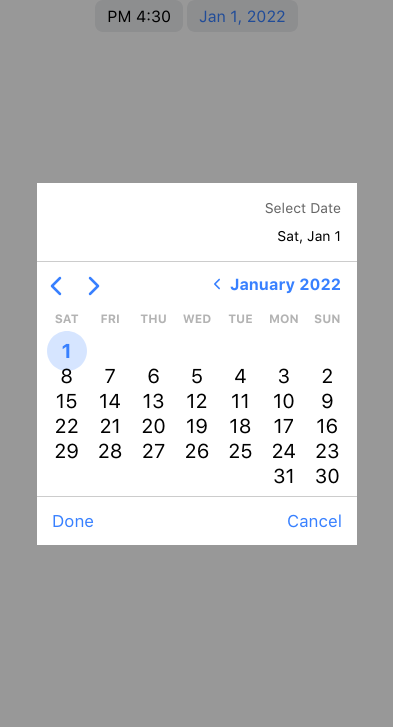 PM 4:30 Jan 1, 2022
Select Date
Sat, Jan 1
January 2022
SAT FRI THU WED TUE MON SUN
1
8 7 6 5 4 3 2
15 14 13 12 11 10 9
22 21 20 19 18 17 16
29 28 27 26 25 24 23
31 30
Done Cancel